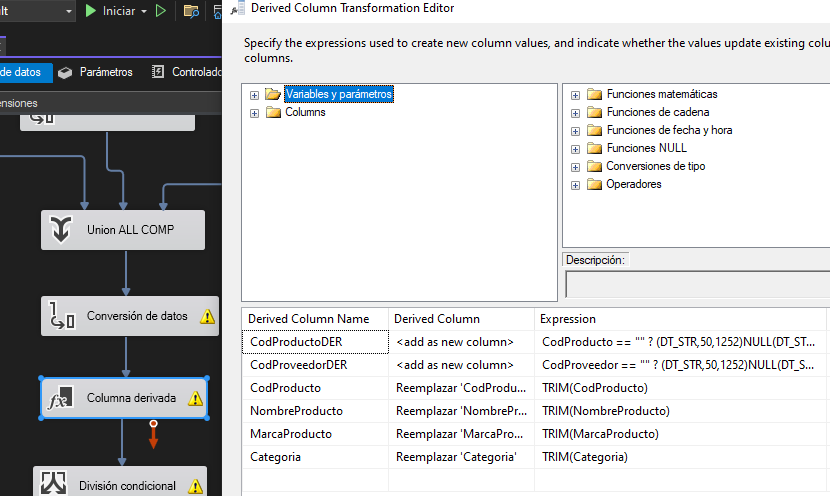 ult
Iniciar
Derived Column Transformation Editor
Specify the expressions used to create new column values, and indicate whether the values update existing colu
columns.
de datos
Parámetros
Controlado
ensiones
Variables y parámetros
Columns
Funciones matemáticas
Funciones de cadena
Funciones de fecha y hora
Funciones NULL
Conversiones de tipo
Operadores
Descripción:
Union ALL COMP
Conversión de datos
Columna derivada
División condicional
Derived Column Name Derived Column Expression
CodProductoDER <add as new column> CodProducto == "" ? (DT_STR,50,1252)NULL(DT_ST...
CodProveedorDER <add as new column> CodProveedor == "" ? (DT_STR,50,1252)NULL(DT_S...
CodProducto Reemplazar 'CodProdu... TRIM(CodProducto)
NombreProducto Reemplazar 'NombrePr... TRIM(NombreProducto)
MarcaProducto Reemplazar 'MarcaPro... TRIM(MarcaProducto)
Categoria Reemplazar 'Categoria' TRIM(Categoria)